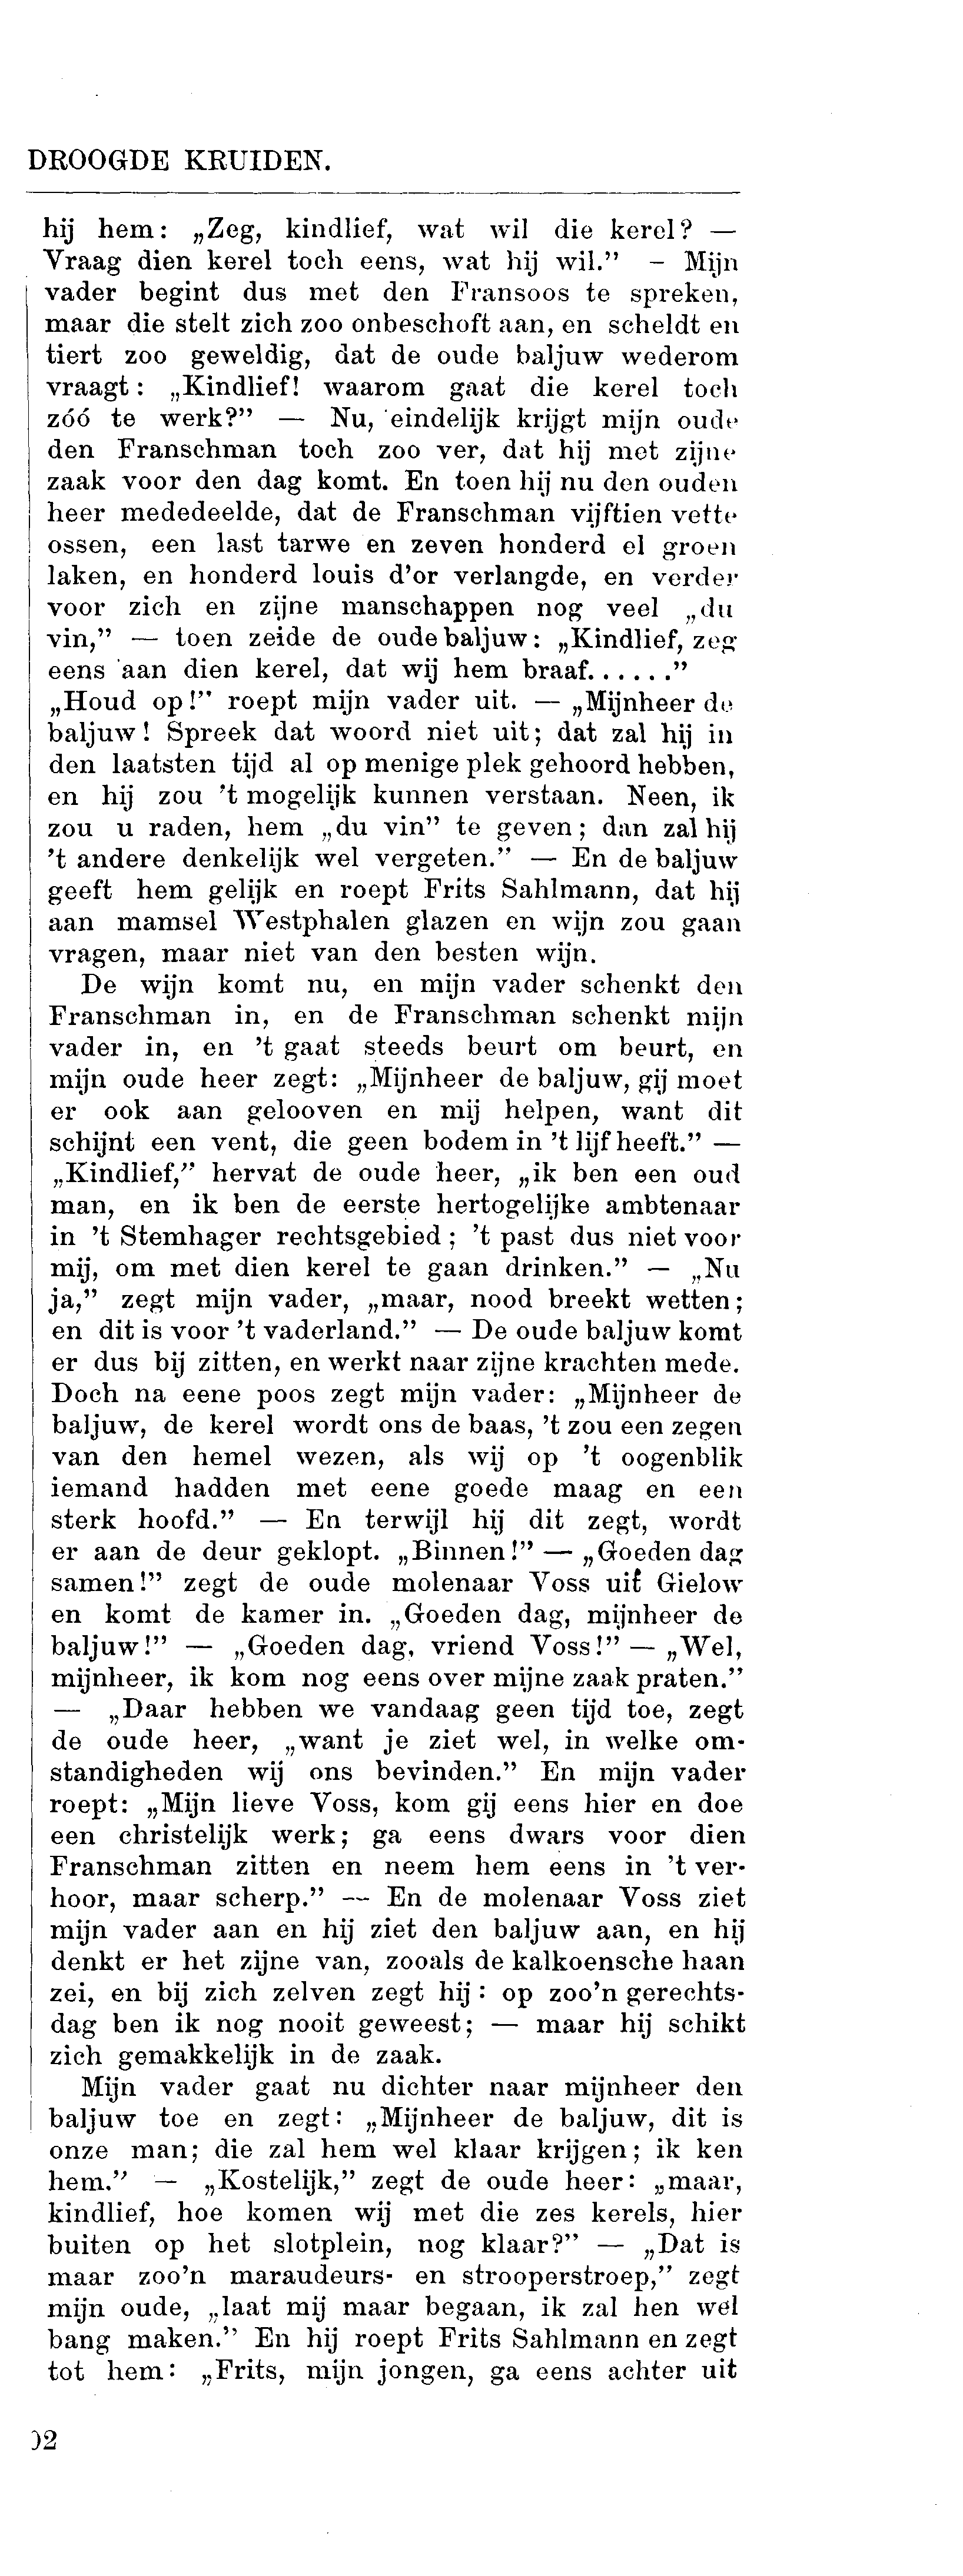 DROOGDE KRUIDEN.
hij hem: „Zeg, kindlief, wat wil die kerel? —
Vraag dien kerel toch eens, wat hij wil.” – Mijn
vader begint dus met den Fransoos te spreken,
maar die stelt zich zoo onbeschoft aan, en scheldt en
tiert zoo geweldig, dat de oude baljuw wederom
vraagt: „Kindlief! waarom gaat die kerel toch
zóó te werk?” — Nu, eindelijk krijgt mijn oude
den Franschman toch zoo ver, dat hij met zijne
zaak voor den dag komt. En toen hij nu den ouden
heer mededeelde, dat de Franschman vijftien vette
ossen, een last tarwe en zeven honderd el groen
laken, en honderd louis d’or verlangde, en verder
voor zich en zijne manschappen nog veel „du
vin,” — toen zeide de oude baljuw: „Kindlief, zeg
eens aan dien kerel, dat wij hem braaf......”
„Houd op!” roept mijn vader uit. — „Mijnheer de
baljuw! Spreek dat woord niet uit; dat zal hij in
den laatsten tijd al op menige plek gehoord hebben,
en hij zou ’t mogelijk kunnen verstaan. Neen, ik
zou u raden, hem „du vin” te geven; dan zal hij
’t andere denkelijk wel vergeten.” — En de baljuw
geeft hem gelijk en roept Frits Sahlmann, dat hij
aan mamsel Westphalen glazen en wijn zou gaan
vragen, maar niet van den besten wijn.
De wijn komt nu, en mijn vader schenkt den
Franschman in, en de Franschman schenkt mijn
vader in, en ’t gaat steeds beurt om beurt, en
mijn oude heer zegt: „Mijnheer de baljuw, gij moet
er ook aan gelooven en mij helpen, want dit
schijnt een vent, die geen bodem in ’t lijf heeft.” —
„Kindlief,” hervat de oude heer, „ik ben een oud
man, en ik ben de eerste hertogelijke ambtenaar
in ’t Stemhager rechtsgebied; ’t past dus niet voor
mij, om met dien kerel te gaan drinken.” — „Nu
ja,” zegt mijn vader, „maar, nood breekt wetten;
en dit is voor ’t vaderland.” — De oude baljuw komt
er dus bij zitten, en werkt naar zijne krachten mede.
Doch na eene poos zegt mijn vader: „Mijnheer de
baljuw, de kerel wordt ons de baas, ’t zou een zegen
van den hemel wezen, als wij op ’t oogenblik
iemand hadden met eene goede maag en een
sterk hoofd.” — En terwijl hij dit zegt, wordt
er aan de deur geklopt. „Binnen!” — „Goeden dag
samen!” zegt de oude molenaar Voss uit Gielow
en komt de kamer in. „Goeden dag, mijnheer de
baljuw!” — „Goeden dag, vriend Voss!” — „Wel,
mijnheer, ik kom nog eens over mijne zaak praten.”
— „Daar hebben we vandaag geen tijd toe, zegt
de oude heer, „want je ziet wel, in welke om-
standigheden wij ons bevinden.” En mijn vader
roept: „Mijn lieve Voss, kom gij eens hier en doe
een christelijk werk; ga eens dwars voor dien
Franschman zitten en neem hem eens in ’t ver-
hoor, maar scherp.” — En de molenaar Voss ziet
mijn vader aan en hij ziet den baljuw aan, en hij
denkt er het zijne van, zooals de kalkoensche haan
zei, en bij zich zelven zegt hij: op zoo’n gerechts-
dag ben ik nog nooit geweest; — maar hij schikt
zich gemakkelijk in de zaak.
Mijn vader gaat nu dichter naar mijnheer den
baljuw toe en zegt: „Mijnheer de baljuw, dit is
onze man; die zal hem wel klaar krijgen; ik ken
hem.” — „Kostelijk,” zegt de oude heer: „maar,
kindlief, hoe komen wij met die zes kerels, hier
buiten op het slotplein, nog klaar?” — „Dat is
maar zoo’n maraudeurs- en strooperstroep,” zegt
mijn oude, „laat mij maar begaan, ik zal hen wel
bang maken.” En hij roept Frits Sahlmann en zegt
tot hem: „Frits, mijn jongen, ga eens achter uit
02